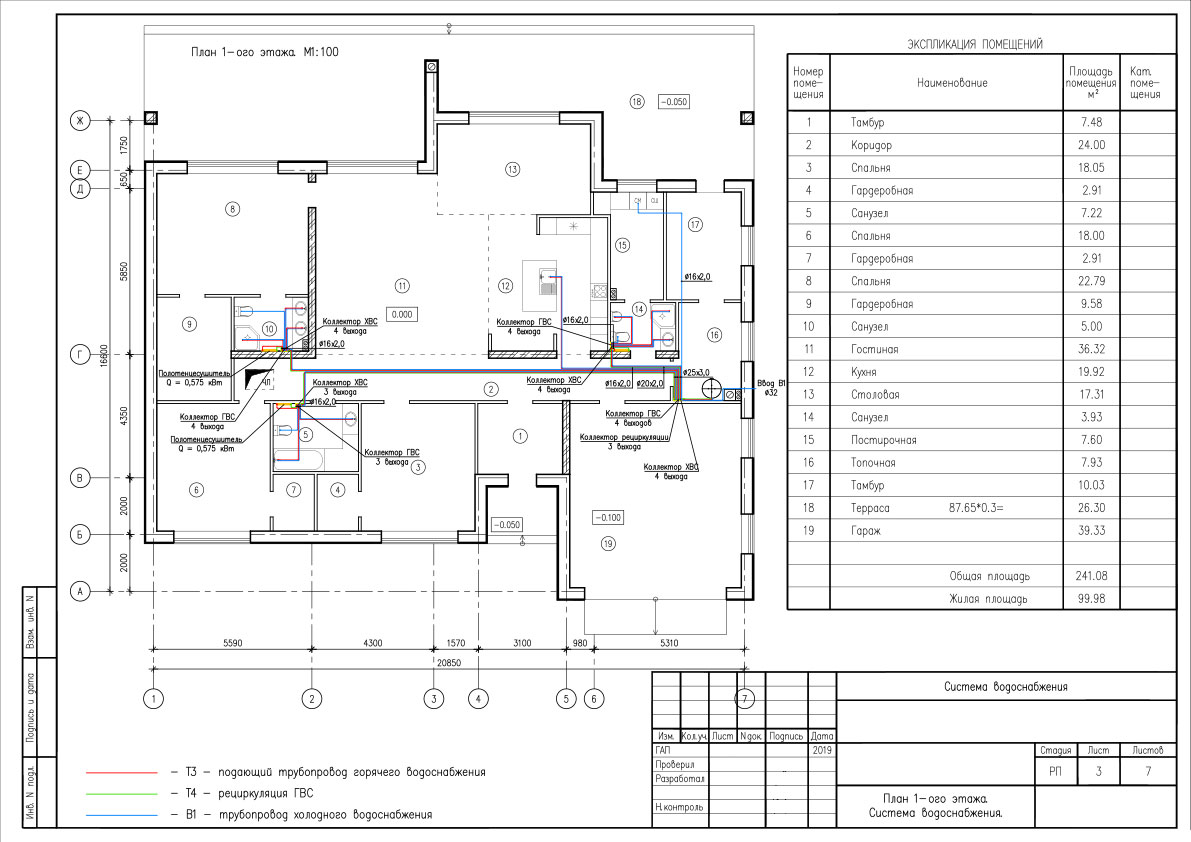 План 1-ого этажа. М1:100
18
-0.050
Ж
Е
Д
Г
В
Б
А
1750
650
5850
4350
2000
2000
16600
8
13
17
15
11
0.000
12
9
10
14
16
СМ
СШ
ø16х2,0
Коллектор ХВС
4 выхода
ø16х2,0
Коллектор ГВС
4 выхода
ø16х2,0
Полотенцесушитель
Q = 0,575 кВт
ЧП
Коллектор ХВС
3 выхода
ø16х2,0
2
Коллектор ХВС
4 выхода
ø16х2,0
ø20х2,0
ø25х3,0
Ввод В1
ø32
Коллектор ГВС
4 выхода
Полотенцесушитель
Q = 0,575 кВт
5
Коллектор ГВС
3 выхода
3
1
Коллектор ГВС
4 выходов
Коллектор рециркуляции
3 выхода
Коллектор ХВС
4 выхода
6
7
4
-0.050
-0.100
19
5590
4300
1570
3100
980
5310
20850
1
2
3
4
5
6
7
ЭКСПЛИКАЦИЯ ПОМЕЩЕНИЙ
Номер поме-щения Наименование Площадь помещения м² Кат. поме-щения
1 Тамбур 7.48
2 Коридор 24.00
3 Спальня 18.05
4 Гардеробная 2.91
5 Санузел 7.22
6 Спальня 18.00
7 Гардеробная 2.91
8 Спальня 22.79
9 Гардеробная 9.58
10 Санузел 5.00
11 Гостиная 36.32
12 Кухня 19.92
13 Столовая 17.31
14 Санузел 3.93
15 Постирочная 7.60
16 Топочная 7.93
17 Тамбур 10.03
18 Терраса 87.65*0.3= 26.30
19 Гараж 39.33
Общая площадь 241.08
Жилая площадь 99.98
Взам. инв. N
Подпись и дата
Инв. N подл.
- Т3 - подающий трубопровод горячего водоснабжения
- Т4 - рециркуляция ГВС
- В1 - трубопровод холодного водоснабжения
Система водоснабжения
Изм. Кол.уч. Лист Nдок. Подпись Дата
ГАП 2019
Проверил
Разработал
Н.контроль
Стадия Лист Листов
РП 3 7
План 1-ого этажа.
Система водоснабжения.